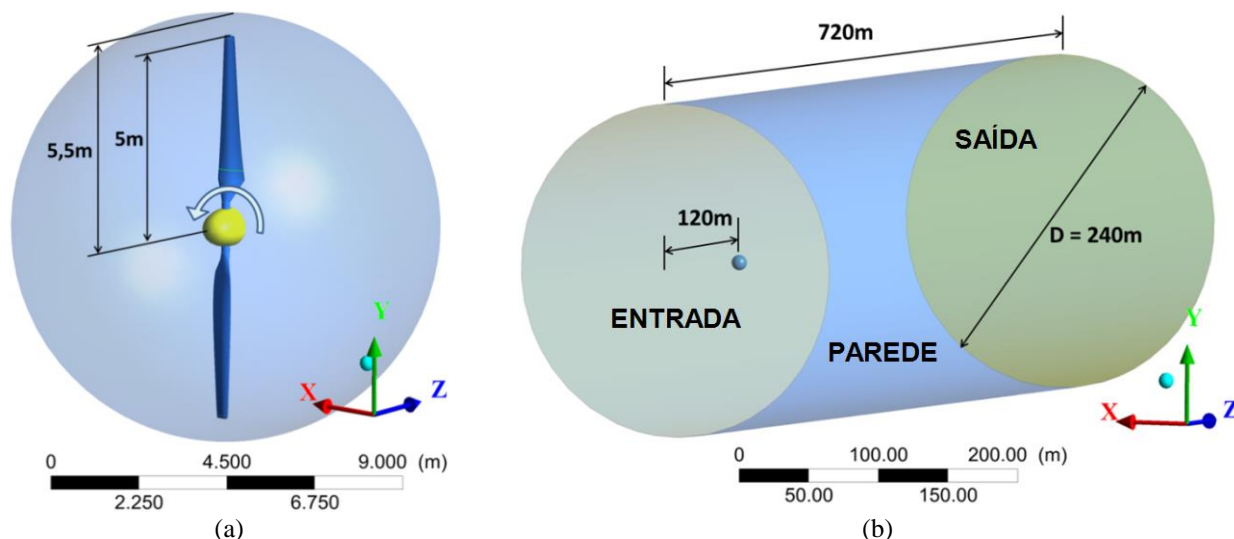 5,5m
5m
Y
X
Z
0
4.500
9.000 (m)
2.250
6.750
(a)
720m
SAÍDA
120m
D = 240m
ENTRADA
PAREDE
Y
X
Z
0
100.00
200.00 (m)
50.00
150.00
(b)